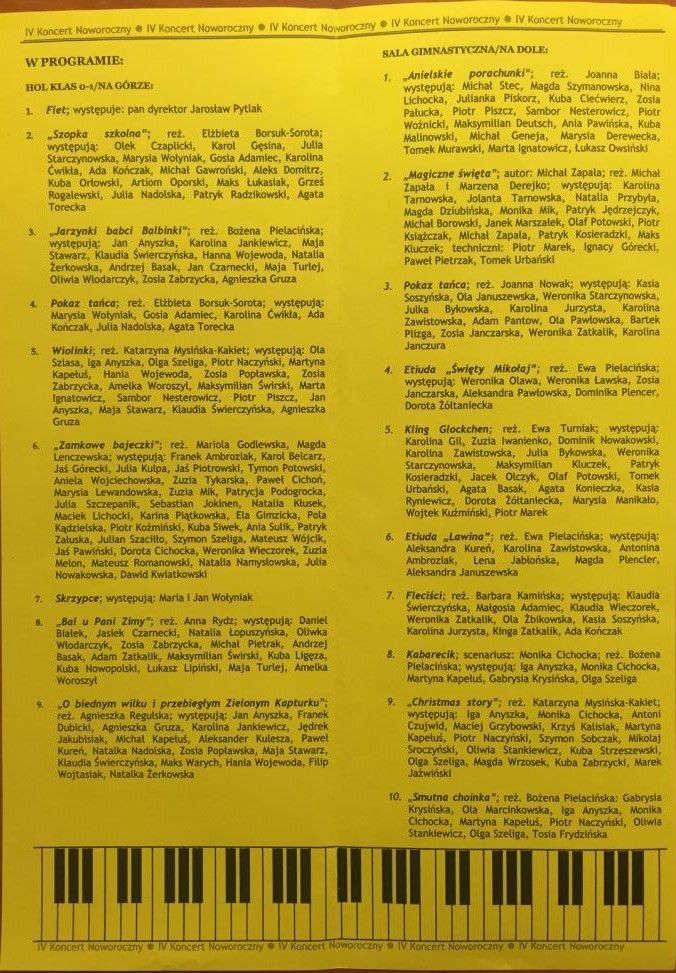 IV Koncert Noworoczny ● IV Koncert Noworoczny ● IV Koncert Noworoczny ● IV Koncert Noworoczny ● IV Koncert Noworoczny
W PROGRAMIE:
HOL KLAS 0-1/NA GÓRZE:
1. Flet; występuje: pan dyrektor Jarosław Pytlak
2. „Szopka szkolna”; reż. Elżbieta Borsuk-Sorota;
występują: Olek Czaplicki, Karol Gęsina, Julia
Starczynowska, Marysia Wołyniak, Gosia Adamiec, Karolina
Ćwikła, Ada Kończak, Michał Gawroński, Aleks Domitrz,
Kuba Orłowski, Artiom Oporski, Maks Łukasiak, Grześ
Rogalewski, Julia Nadolska, Patryk Radzikowski, Agata
Torecka
3. „Jarzynki babci Balbinki”; reż. Bożena Pielacińska;
występują: Jan Anyszka, Karolina Jankiewicz, Maja
Stawarz, Klaudia Świerczyńska, Hanna Wojewoda, Natalia
Żerkowska, Andrzej Basak, Jan Czarnecki, Maja Turlej,
Oliwia Włodarczyk, Zosia Zabrzycka, Agnieszka Gruza
4. Pokaz tańca; reż. Elżbieta Borsuk-Sorota; występują:
Marysia Wołyniak, Gosia Adamiec, Karolina Ćwikła, Ada
Kończak, Julia Nadolska, Agata Torecka
5. Wiolinki; reż. Katarzyna Mysińska-Kakiet; występują: Ola
Szlasa, Iga Anyszka, Olga Szeliga, Piotr Naczyński, Martyna
Kapełuś, Hania Wojewoda, Zosia Popławska, Zosia
Zabrzycka, Amelka Woroszył, Maksymilian Świrski, Marta
Ignatowicz, Sambor Nesterowicz, Piotr Piszcz, Jan
Anyszka, Maja Stawarz, Klaudia Świerczyńska, Agnieszka
Gruza
6. „Zamkowe bajeczki”; reż. Mariola Godlewska, Magda
Lenczewska; występują: Franek Ambroziak, Karol Belcarz,
Jaś Górecki, Julia Kulpa, Jaś Piotrowski, Tymon Potowski,
Aniela Wojciechowska, Zuzia Tykarska, Paweł Cichoń,
Marysia Lewandowska, Zuzia Mik, Patrycja Podogrocka,
Julia Szczepanik, Sebastian Jokinen, Natalia Kłusek,
Maciek Lichocki, Karina Piątkowska, Ela Gimzicka, Pola
Kądzielska, Piotr Koźmiński, Kuba Siwek, Ania Sulik, Patryk
Załuska, Julian Szaciłło, Szymon Szeliga, Mateusz Wójcik,
Jaś Pawiński, Dorota Cichocka, Weronika Wieczorek, Zuzia
Melon, Mateusz Romanowski, Natalia Namysłowska, Julia
Nowakowska, Dawid Kwiatkowski
7. Skrzypce; występują: Maria i Jan Wołyniak
8. „Bal u Pani Zimy”; reż. Anna Rydz; występują: Daniel
Białek, Jasiek Czarnecki, Natalia Łopuszyńska, Oliwka
Włodarczyk, Zosia Zabrzycka, Michał Pietrak, Andrzej
Basak, Adam Zatkalik, Maksymilian Świrski, Kuba Ligęza,
Kuba Nowopolski, Łukasz Lipiński, Maja Turlej, Amelka
Woroszył
9. „O biednym wilku i przebiegłym Zielonym Kapturku”;
reż. Agnieszka Regulska; występują: Jan Anyszka, Franek
Dubicki, Agnieszka Gruza, Karolina Jankiewicz, Jędrek
Jakubisiak, Michał Kapełuś, Aleksander Kulesza, Paweł
Kureń, Natalka Nadolska, Zosia Popławska, Maja Stawarz,
Klaudia Świerczyńska, Maks Warych, Hania Wojewoda, Filip
Wojtasiak, Natalka Żerkowska
SALA GIMNASTYCZNA/NA DOLE:
1. „Anielskie porachunki”; reż. Joanna Biała;
występują: Michał Stec, Magda Szymanowska, Nina
Lichocka, Julianka Piskorz, Kuba Ciećwierz, Zosia
Pałucka, Piotr Piszcz, Sambor Nesterowicz, Piotr
Woźnicki, Maksymilian Deutsch, Ania Pawińska, Kuba
Malinowski, Michał Geneja, Marysia Derewecka,
Tomek Murawski, Marta Ignatowicz, Łukasz Owsiński
2. „Magiczne święta”; autor: Michał Zapała; reż. Michał
Zapała i Marzena Derejko; występują: Karolina
Tarnowska, Jolanta Tarnowska, Natalia Przybyła,
Magda Dziubińska, Monika Mik, Patryk Jędrzejczyk,
Michał Borowski, Janek Marszałek, Olaf Potowski, Piotr
Książczak, Michał Zapała, Patryk Kosieradzki, Maks
Kluczek; techniczni: Piotr Marek, Ignacy Górecki,
Paweł Pietrzak, Tomek Urbański
3. Pokaz tańca; reż. Joanna Nowak; występują: Kasia
Soszyńska, Ola Januszewska, Weronika Starczynowska,
Julka Bykowska, Karolina Jurzysta, Karolina
Zawistowska, Adam Pantow, Ola Pawłowska, Bartek
Plizga, Zosia Janczarska, Weronika Zatkalik, Karolina
Janczura
4. Etiuda „Święty Mikołaj”; reż. Ewa Pielacińska;
występują: Weronika Oława, Weronika Ławska, Zosia
Janczarska, Aleksandra Pawłowska, Dominika Plencer,
Dorota Żółtaniecka
5. Kling Glockchen; reż. Ewa Turniak; występują:
Karolina Gil, Zuzia Iwanienko, Dominik Nowakowski,
Karolina Zawistowska, Julia Bykowska, Weronika
Starczynowska, Maksymilian Kluczek, Patryk
Kosieradzki, Jacek Olczyk, Olaf Potowski, Tomek
Urbański, Agata Basak, Agata Konieczka, Kasia
Ryniewicz, Dorota Żółtaniecka, Marysia Manikało,
Wojtek Kuźmiński, Piotr Marek
6. Etiuda „Lawina”; reż. Ewa Pielacińska; występują:
Aleksandra Kureń, Karolina Zawistowska, Antonina
Ambroziak, Lena Jabłońska, Magda Plencler,
Aleksandra Januszewska
7. Fleciści; reż. Barbara Kamińska; występują: Klaudia
Świerczyńska, Małgosia Adamiec, Klaudia Wieczorek,
Weronika Zatkalik, Ola Żbikowska, Kasia Soszyńska,
Karolina Jurzysta, Kinga Zatkalik, Ada Kończak
8. Kabarecik; scenariusz: Monika Cichocka; reż. Bożena
Pielacińska; występują: Iga Anyszka, Monika Cichocka,
Martyna Kapełuś, Gabrysia Krysińska, Olga Szeliga
9. „Christmas story”; reż. Katarzyna Mysińska-Kakiet;
występują: Iga Anyszka, Monika Cichocka, Antoni
Czujwid, Maciej Grzybowski, Krzyś Kalisiak, Martyna
Kapełuś, Piotr Naczyński, Szymon Sobczak, Mikołaj
Sroczyński, Oliwia Stankiewicz, Kuba Strzeszewski,
Olga Szeliga, Magda Wrzosek, Kuba Zabrzycki, Marek
Jaźwiński
10. „Smutna choinka”; reż. Bożena Pielacińska: Gabrysia
Krysińska, Ola Marcinkowska, Iga Anyszka, Monika
Cichocka, Martyna Kapełuś, Piotr Naczyński, Oliwia
Stankiewicz, Olga Szeliga, Tosia Frydzińska
IV Koncert Noworoczny ● IV Koncert Noworoczny ● IV Koncert Noworoczny ● IV Koncert Noworoczny ● IV Koncert Noworoczny